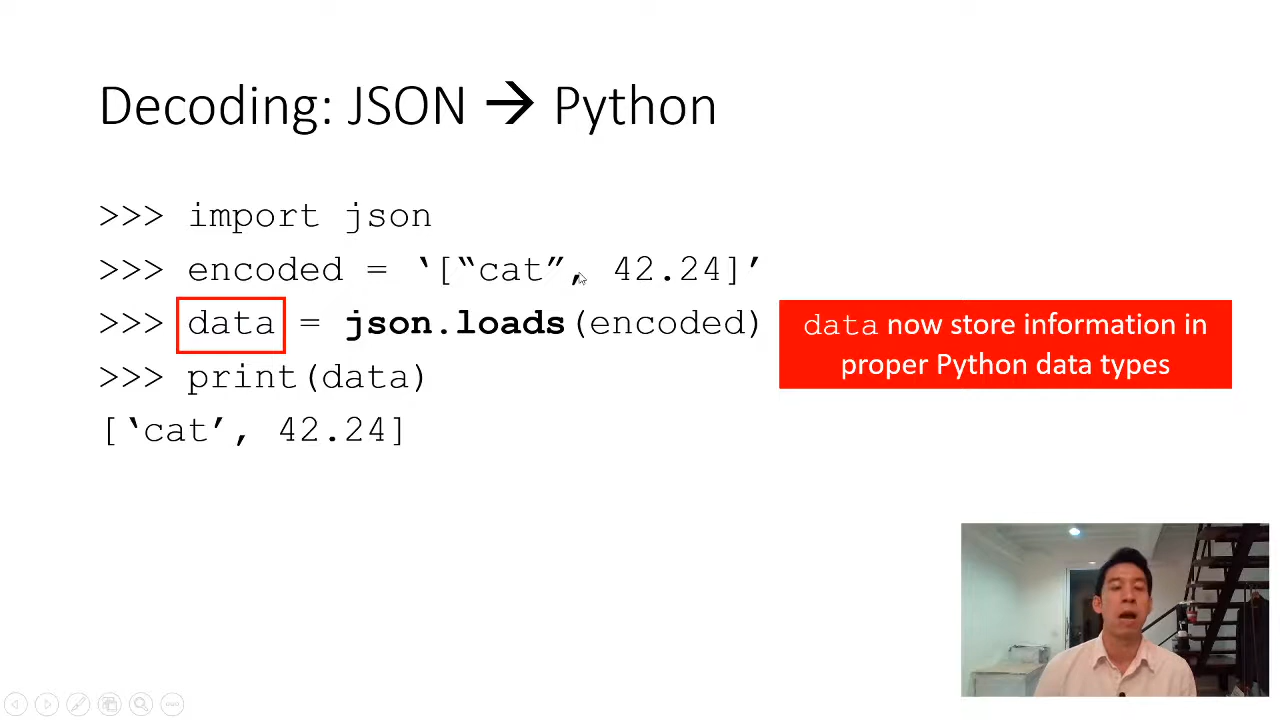 Decoding: JSON → Python
>>> import json
>>> encoded = ‘[“cat”, 42.24]’
>>> data = json.loads(encoded)
data now store information in
proper Python data types
>>> print(data)
[‘cat’, 42.24]